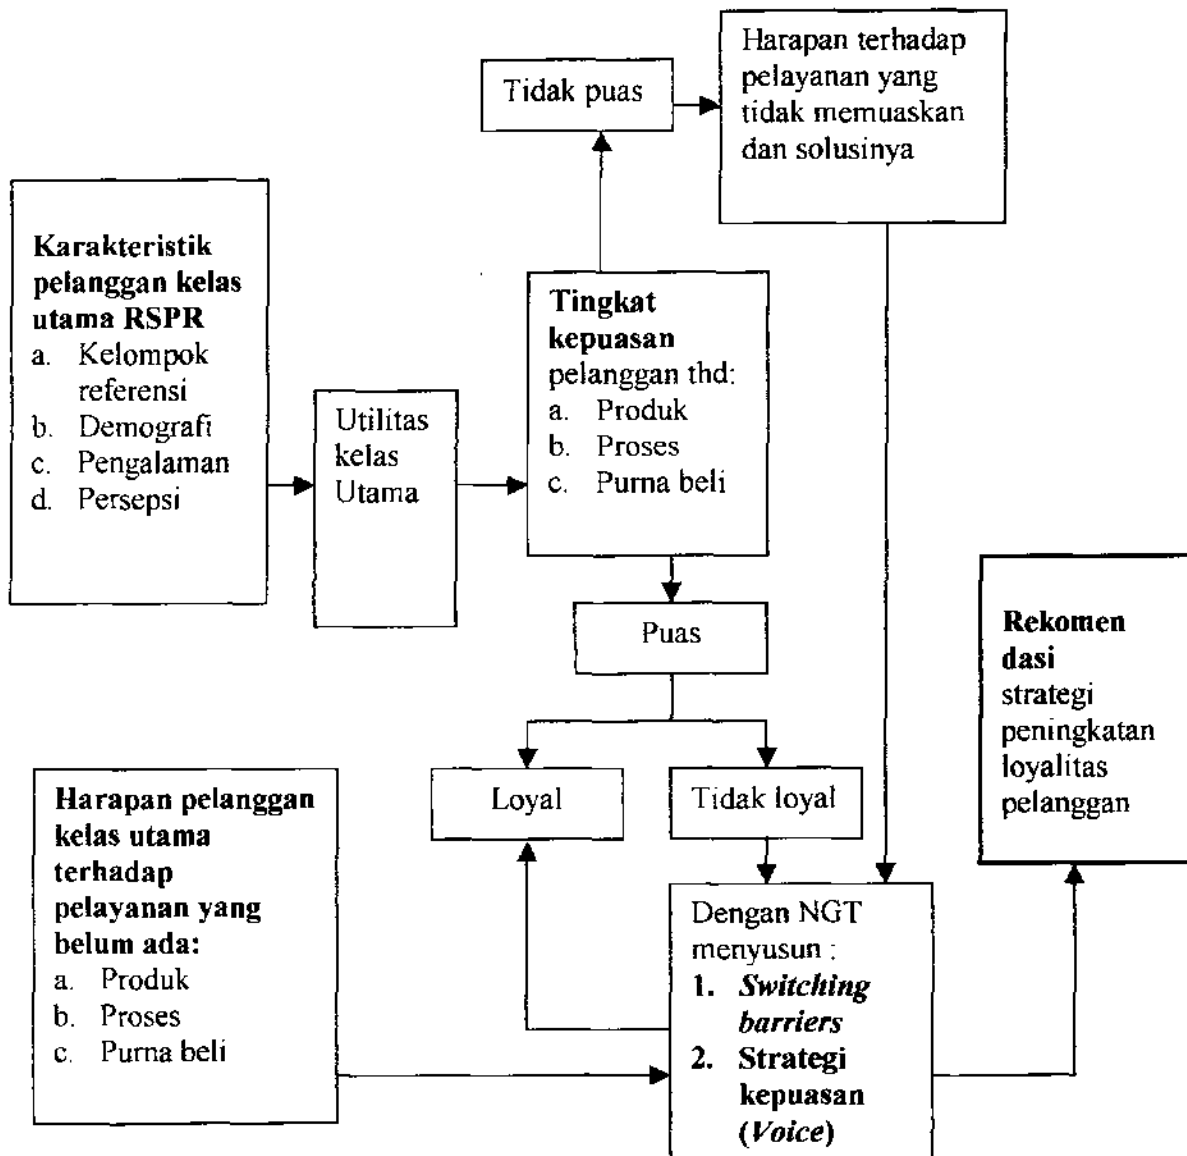 Tidak puas
Harapan terhadap
pelayanan yang
tidak memuaskan
dan solusinya
Karakteristik
pelanggan kelas
utama RSPR
a. Kelompok
referensi
b. Demografi
c. Pengalaman
d. Persepsi
Utilitas
kelas
Utama
Tingkat
kepuasan
pelanggan thd:
a. Produk
b. Proses
c. Purna beli
Puas
Loyal
Tidak loyal
Rekomen
dasi
strategi
peningkatan
loyalitas
pelanggan
Harapan pelanggan
kelas utama
terhadap
pelayanan yang
belum ada:
a. Produk
b. Proses
c. Purna beli
Dengan NGT
menyusun :
1. Switching
barriers
2. Strategi
kepuasan
(Voice)